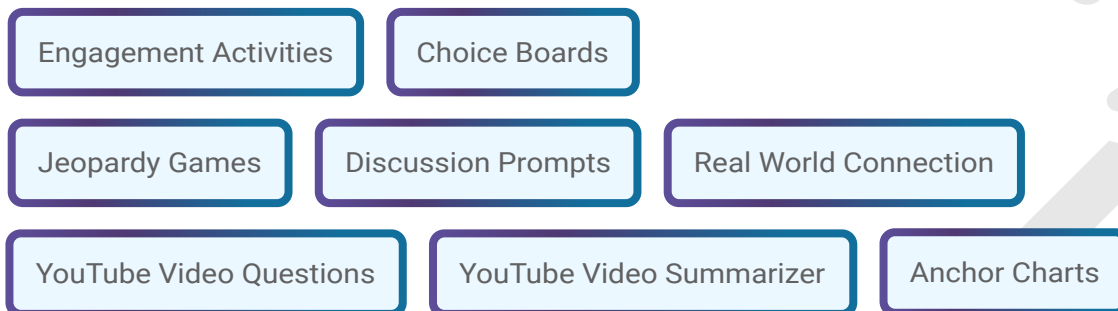 Engagement Activities Choice Boards
Jeopardy Games Discussion Prompts Real World Connection
YouTube Video Questions YouTube Video Summarizer Anchor Charts